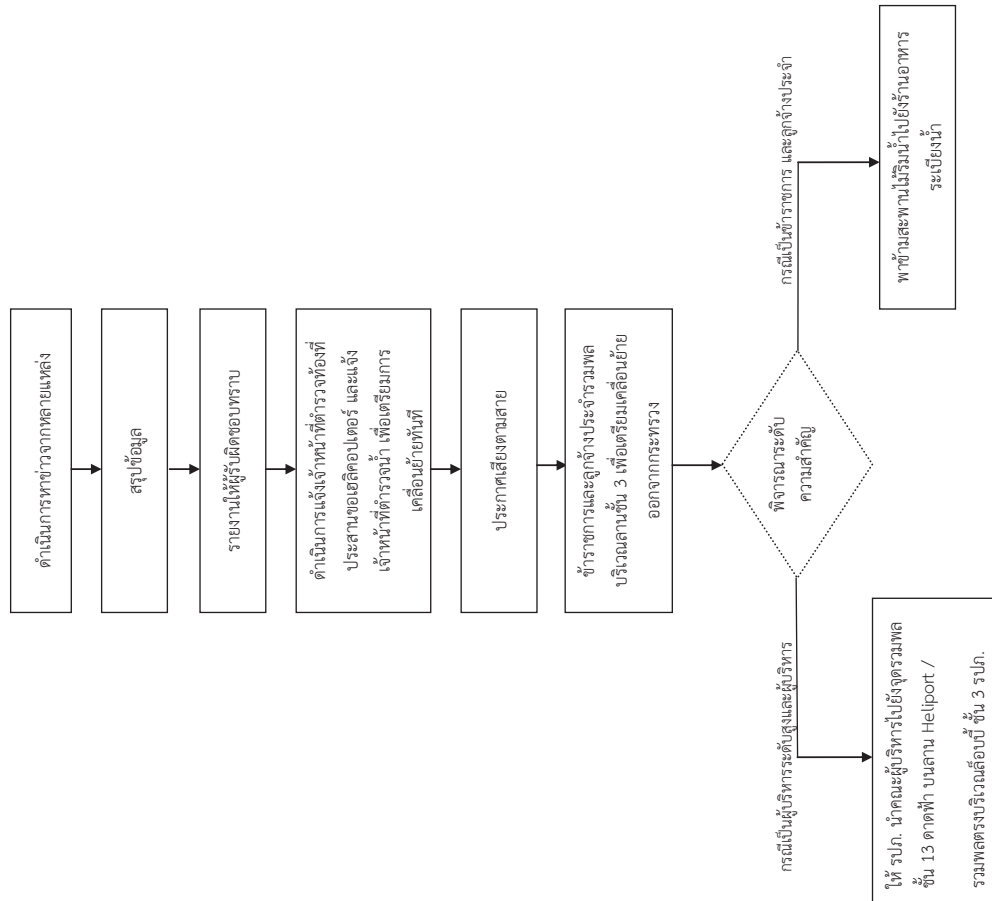 ดำเนินการหาข่าวจากหลายแหล่ง
สรุปข้อมูล
รายงานให้ผู้รับผิดชอบทราบ
ดำเนินการแจ้งเจ้าหน้าที่ตำรวจท้องที่
ประสานขอเฮลิคอปเตอร์ และแจ้ง
เจ้าหน้าที่ตำรวจน้ำ เพื่อเตรียมการ
เคลื่อนย้ายทันที
ประกาศเสียงตามสาย
ข้าราชการและลูกจ้างประจำรวมพล
บริเวณลานชั้น 3 เพื่อเตรียมเคลื่อนย้าย
ออกจากกระทรวง
พิจารณาระดับ
ความสำคัญ
กรณีเป็นผู้บริหารระดับสูงและผู้บริหาร
ให้ รปภ. นำคณะผู้บริหารไปยังจุดรวมพล
ชั้น 13 ดาดฟ้า บนลาน Heliport /
รวมพลตรงบริเวณล็อบบี้ ชั้น 3 รปภ.
กรณีเป็นข้าราชการ และลูกจ้างประจำ
พาข้ามสะพานไม้ริมน้ำไปยังร้านอาหาร
ระเบียงน้ำ